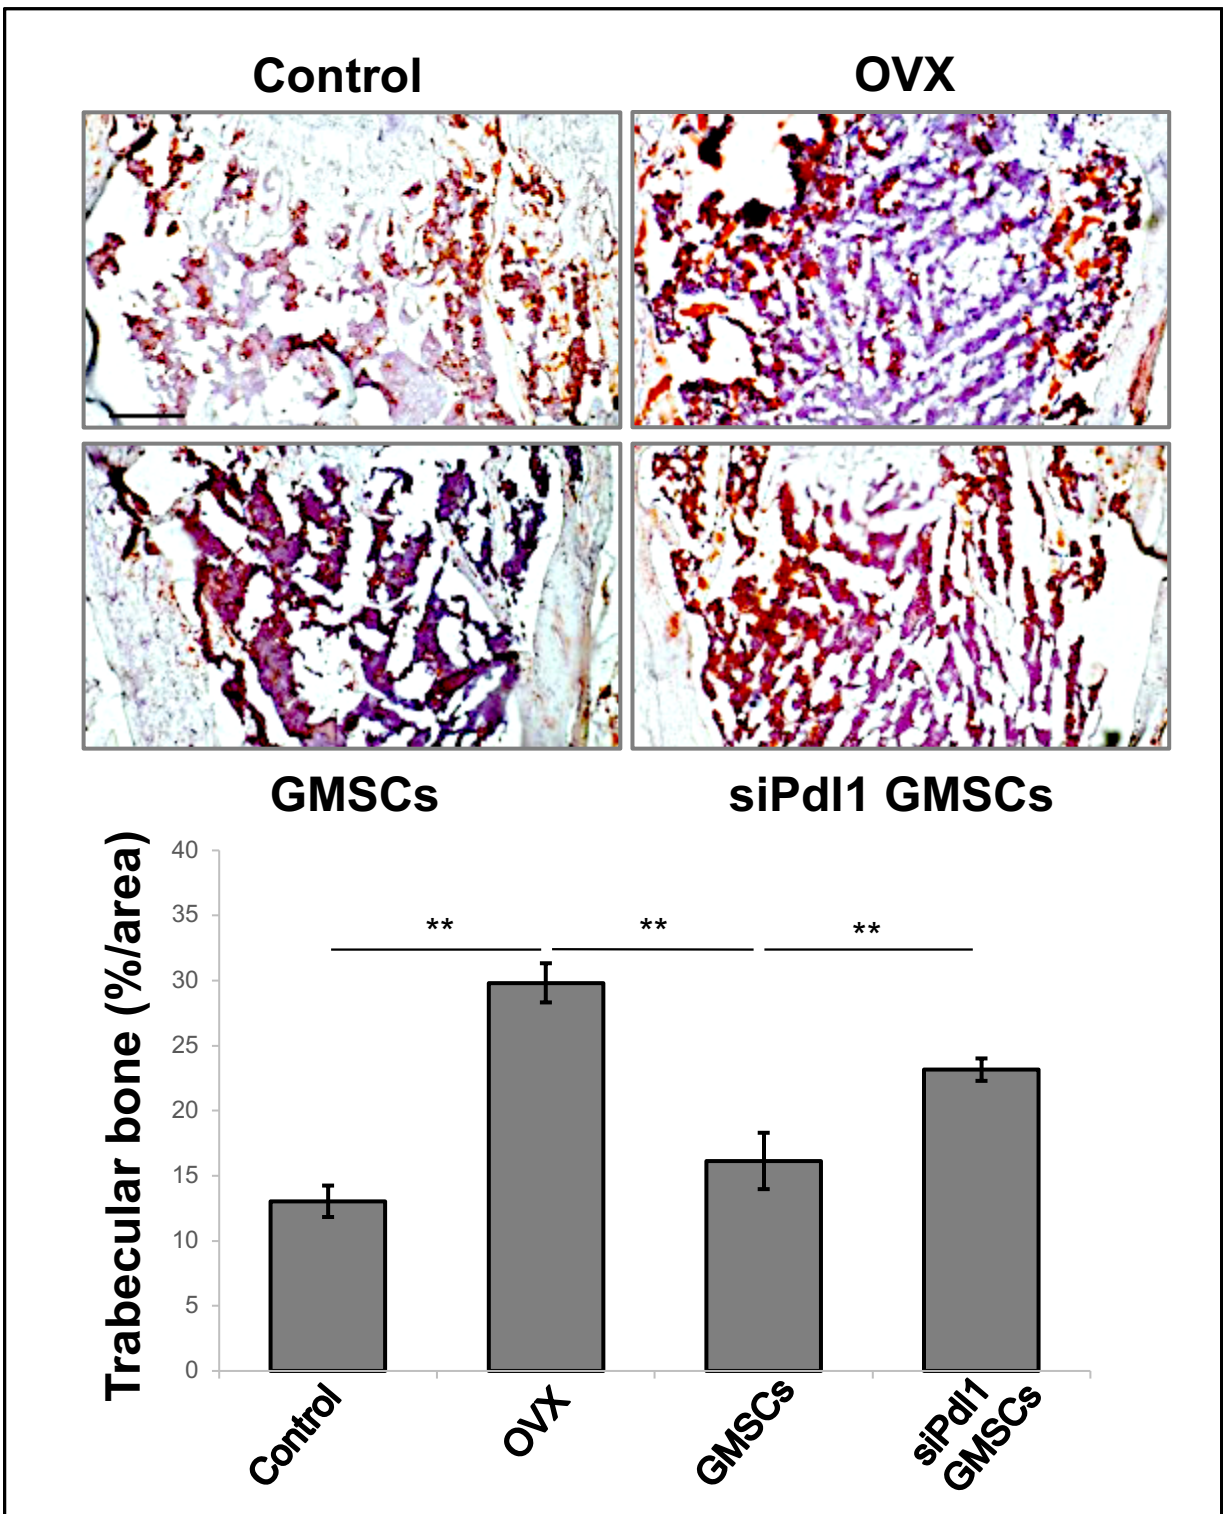 Control
OVX
GMSCs
siPdl1 GMSCs
Trabecular bone (%/area)
40
35
30
25
20
15
10
5
0
**
**
**
Control
OVX
GMSCs
siPdl1
GMSCs